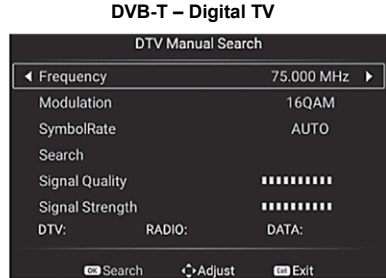 DVB-T – Digital TV
DTV Manual Search
Frequency 75.000 MHz
Modulation 16QAM
SymbolRate AUTO
Search
Signal Quality
Signal Strength
DTV: RADIO: DATA:
OK Search Adjust Exit Exit